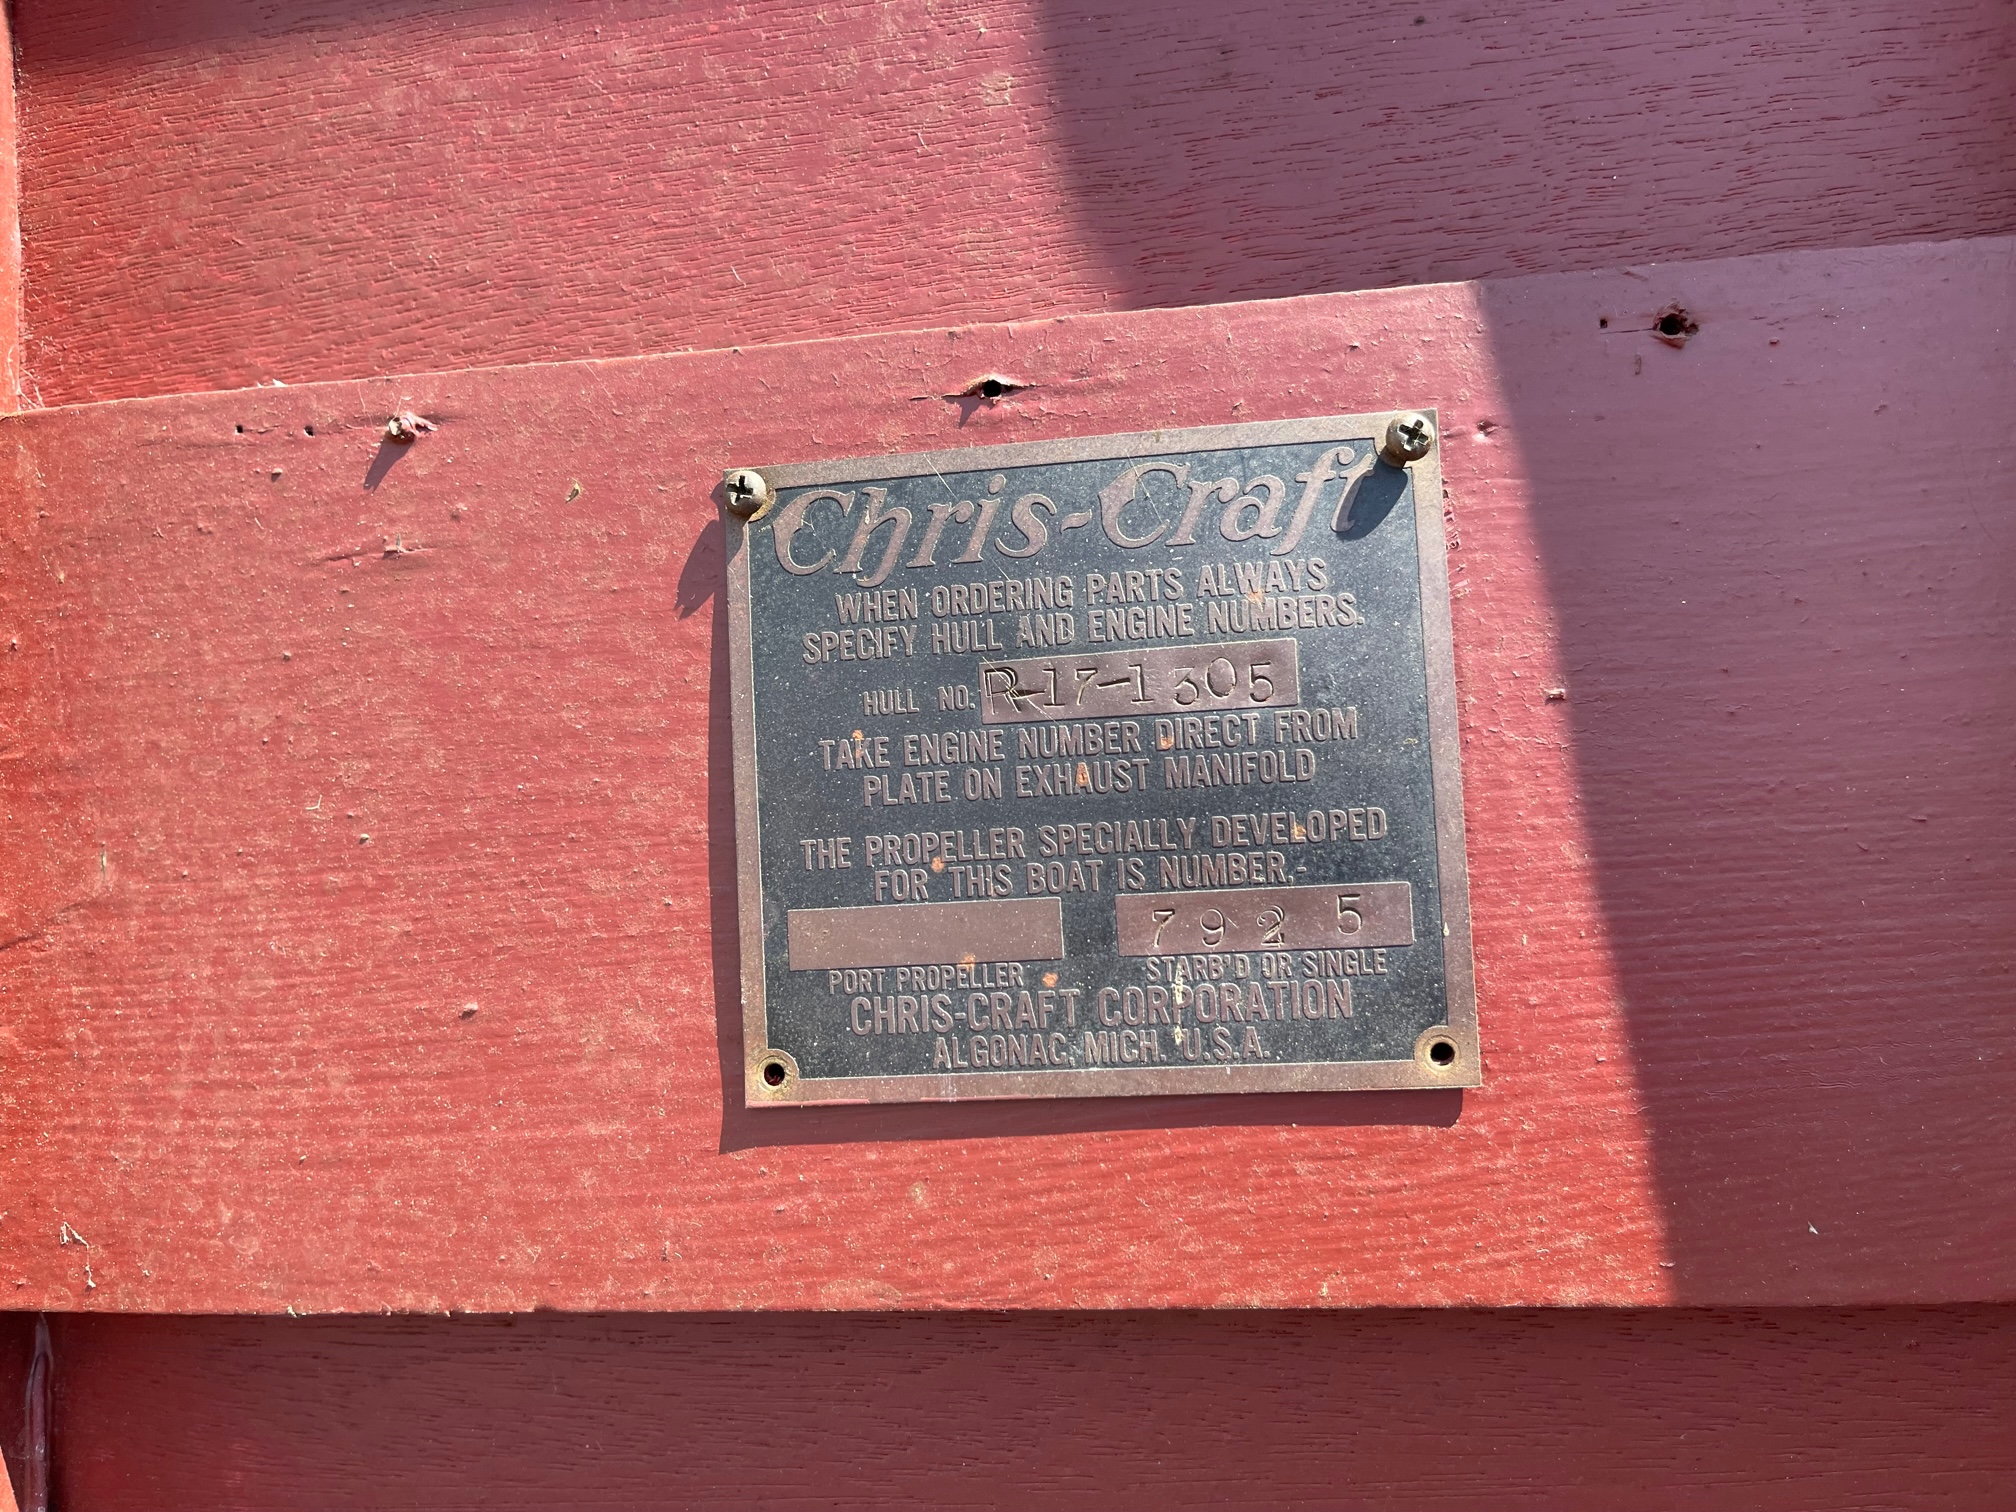 Chris-Craft
WHEN ORDERING PARTS ALWAYS
SPECIFY HULL AND ENGINE NUMBERS.
HULL NO. R-17-1305
TAKE ENGINE NUMBER DIRECT FROM
PLATE ON EXHAUST MANIFOLD
THE PROPELLER SPECIALLY DEVELOPED
FOR THIS BOAT IS NUMBER,-
792 5
PORT PROPELLER STARB'D OR SINGLE
CHRIS-CRAFT CORPORATION
ALGONAC, MICH. U.S.A.